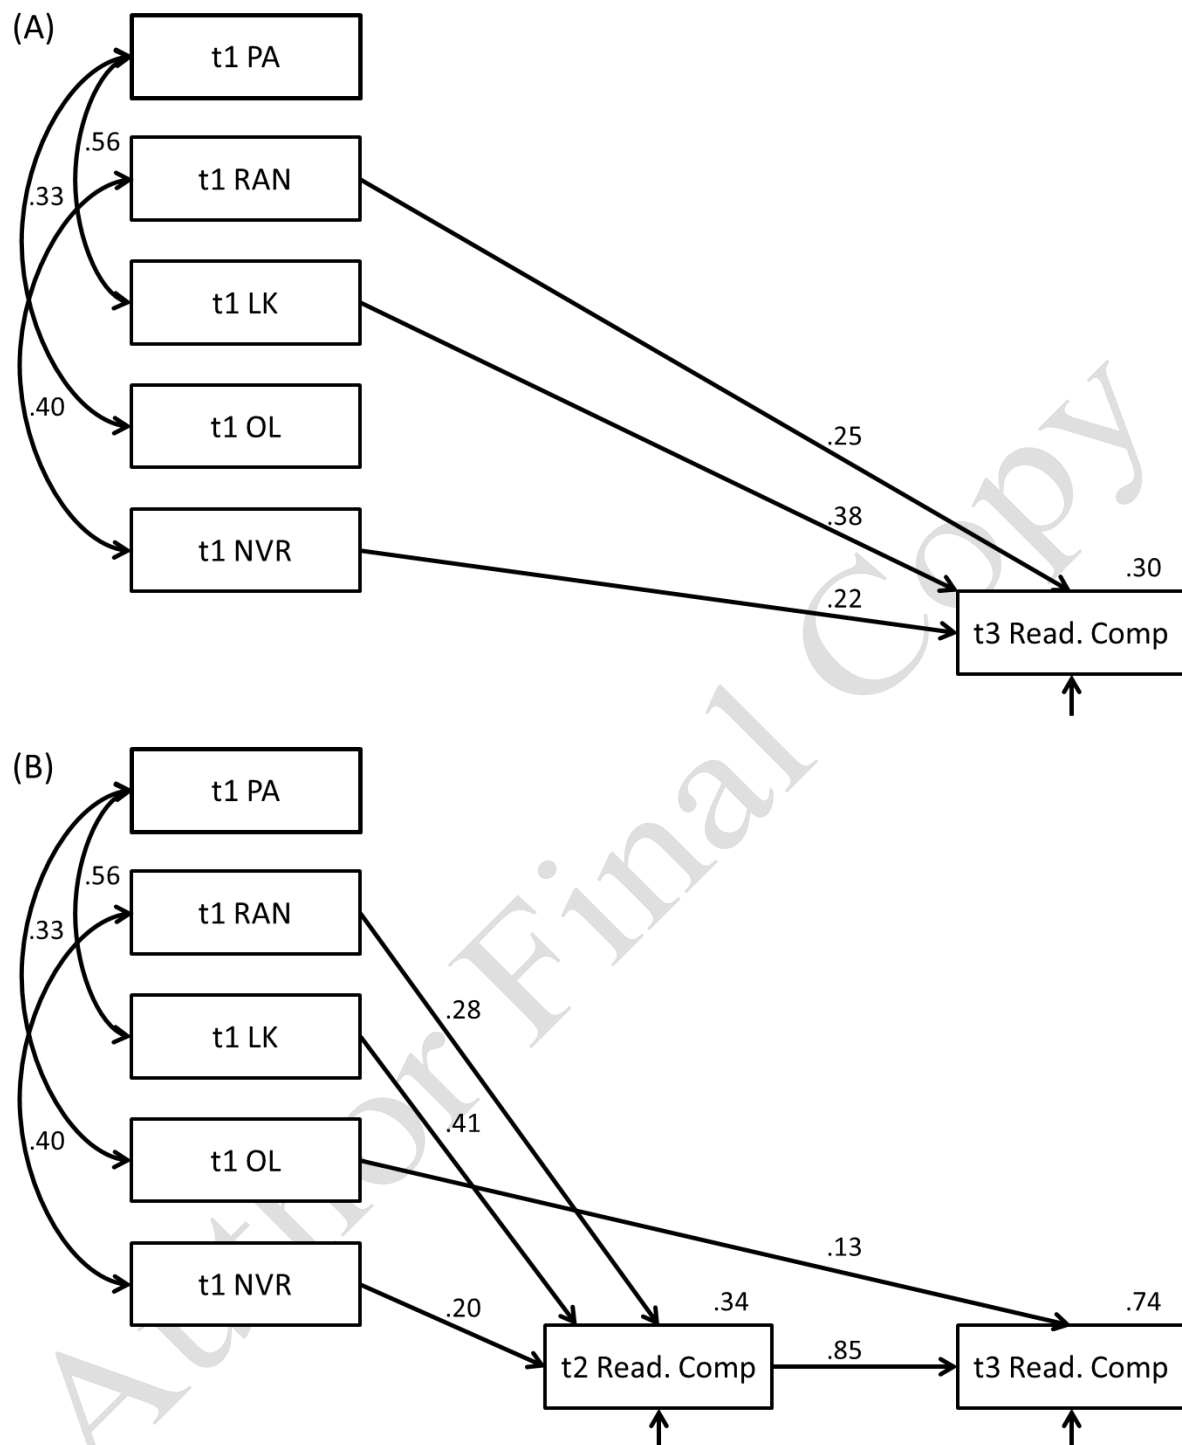 (A)
t1 PA
.56
t1 RAN
.33
t1 LK
.40
t1 OL
.25
.38
t1 NVR
.22
.30
t3 Read. Comp
(B)
t1 PA
.56
t1 RAN
.33
.28
t1 LK
.41
.40
t1 OL
.13
t1 NVR
.20
.34
.74
t2 Read. Comp
.85
t3 Read. Comp
Author Final Copy